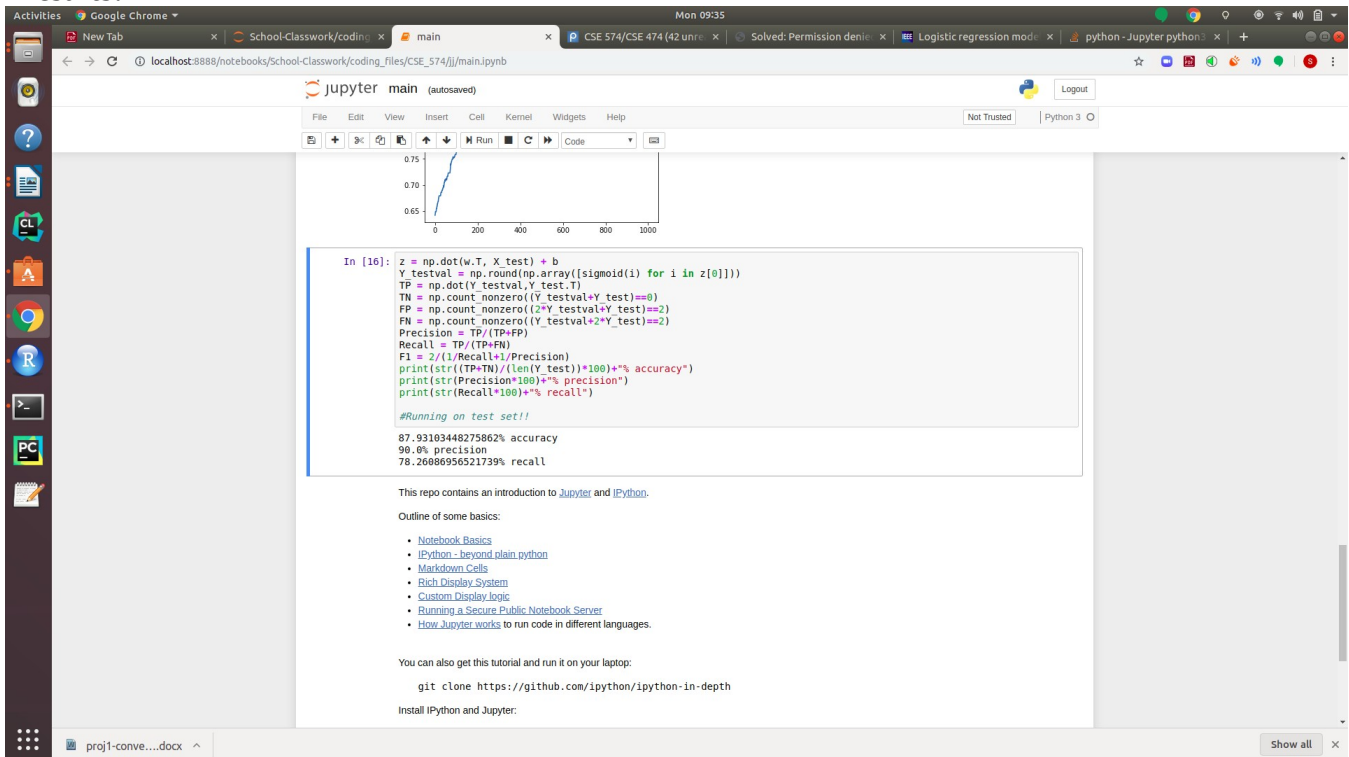 Activities Google Chrome Mon 09:35
New Tab School-Classwork/coding main CSE 574/CSE 474 (42 unre Solved: Permission denie Logistic regression mode python - Jupyter python3
localhost:8888/notebooks/School-Classwork/coding_files/CSE_574/jj/main.ipynb
jupyter main (autosaved) Logout
File Edit View Insert Cell Kernel Widgets Help Not Trusted Python 3
Run Code
0.75
0.70
0.65
0 200 400 600 800 1000
In [16]: z = np.dot(w.T, X_test) + b
Y_testval = np.round(np.array([sigmoid(i) for i in z[0]]))
TP = np.dot(Y_testval,Y_test.T)
TN = np.count_nonzero((Y_testval+Y_test)==0)
FP = np.count_nonzero((2*Y_testval+Y_test)==2)
FN = np.count_nonzero((Y_testval+2*Y_test)==2)
Precision = TP/(TP+FP)
Recall = TP/(TP+FN)
F1 = 2/(1/Recall+1/Precision)
print(str((TP+TN)/(len(Y_test))*100)+"% accuracy")
print(str(Precision*100)+"% precision")
print(str(Recall*100)+"% recall")
#Running on test set!!
87.93103448275862% accuracy
90.0% precision
78.26086956521739% recall
This repo contains an introduction to Jupyter and IPython.
Outline of some basics:
Notebook Basics
IPython - beyond plain python
Markdown Cells
Rich Display System
Custom Display logic
Running a Secure Public Notebook Server
How Jupyter works to run code in different languages.
You can also get this tutorial and run it on your laptop:
git clone https://github.com/ipython/ipython-in-depth
Install IPython and Jupyter:
proj1-conve....docx Show all